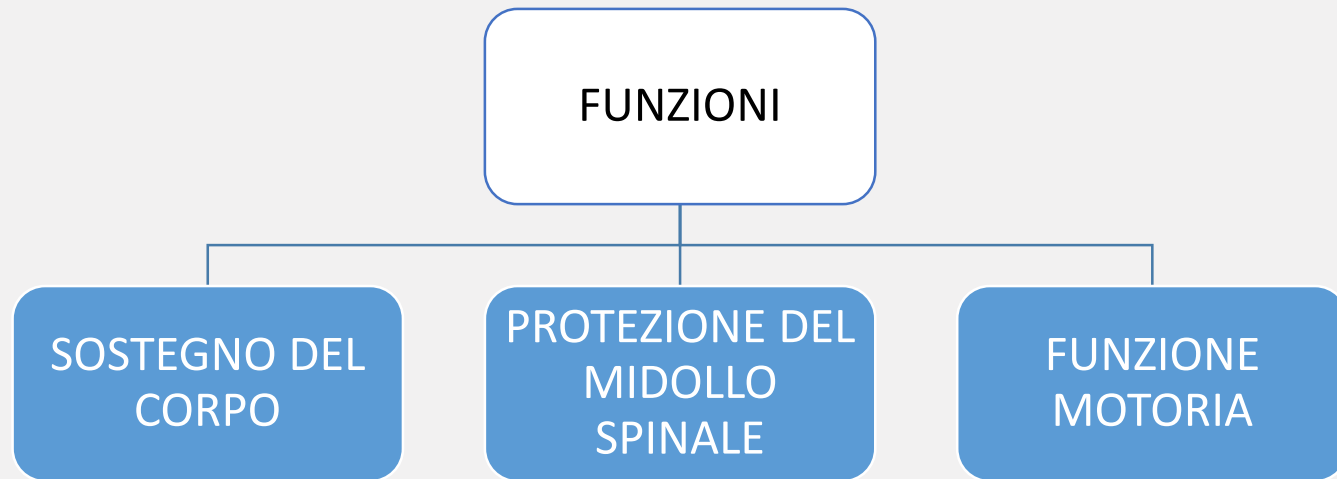 FUNZIONI
SOSTEGNO DEL
CORPO
PROTEZIONE DEL
MIDOLLO
SPINALE
FUNZIONE
MOTORIA